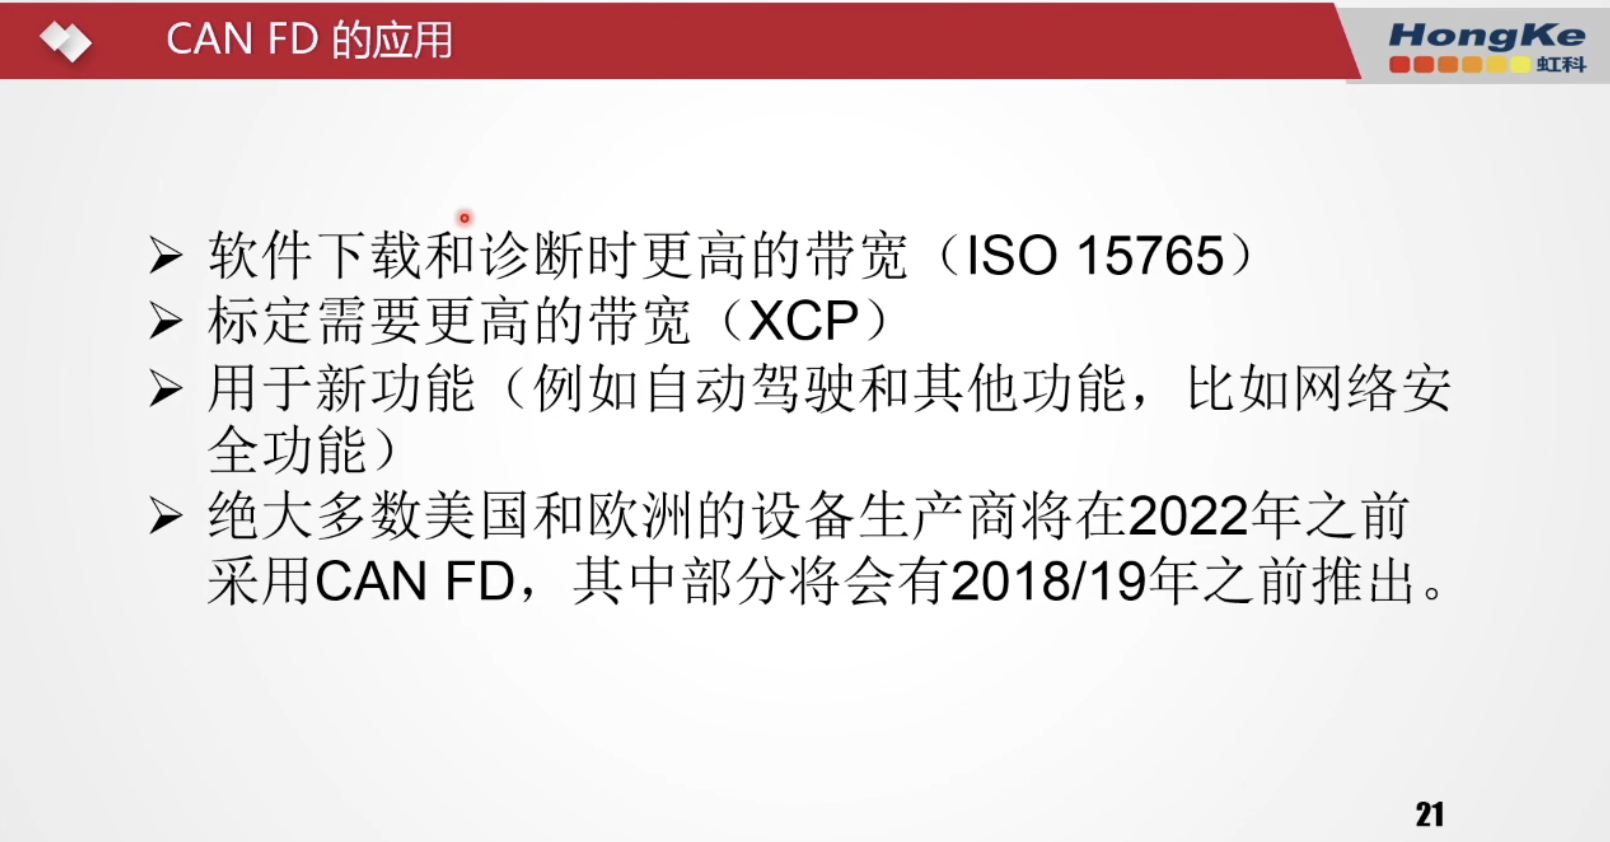 CAN FD 的应用
HongKe
虹科
➢ 软件下载和诊断时更高的带宽（ISO 15765）
➢ 标定需要更高的带宽（XCP）
➢ 用于新功能（例如自动驾驶和其他功能，比如网络安
全功能）
➢ 绝大多数美国和欧洲的设备生产商将在2022年之前
采用CAN FD，其中部分将会有2018/19年之前推出。
21